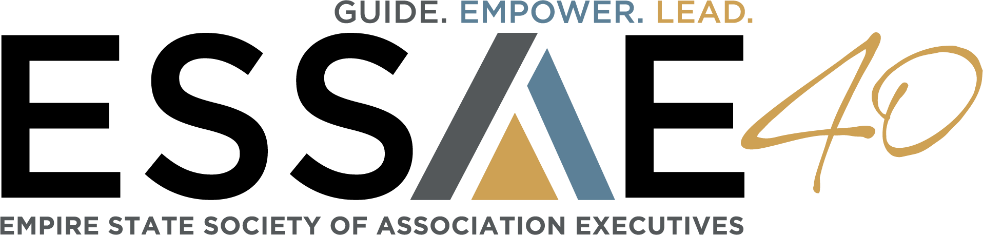 GUIDE. EMPOWER. LEAD.
ESSAE 40
EMPIRE STATE SOCIETY OF ASSOCIATION EXECUTIVES